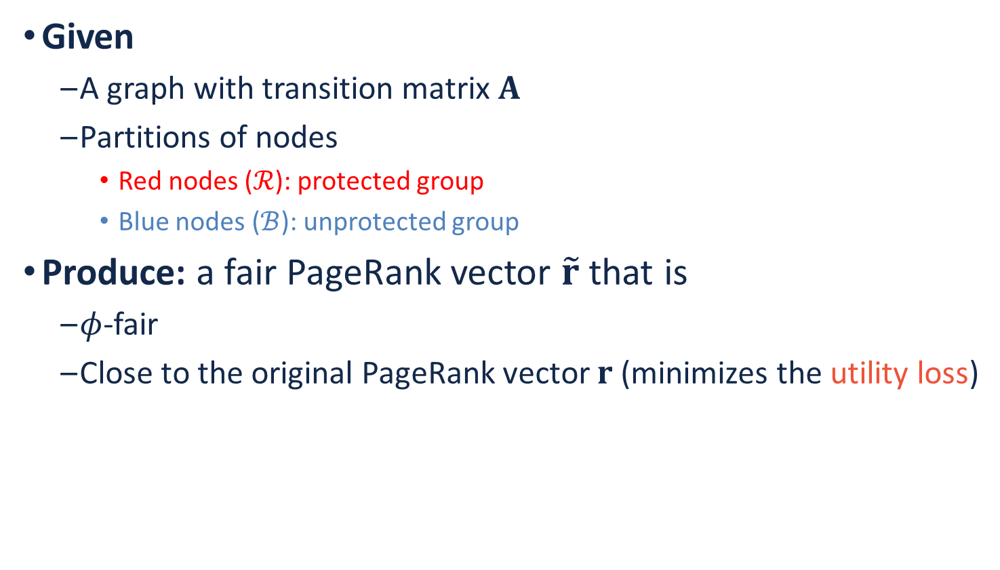 • Given
–A graph with transition matrix 𝐀
–Partitions of nodes
• Red nodes (ℛ): protected group
• Blue nodes (ℬ): unprotected group
• Produce: a fair PageRank vector 𝐫̃ that is
–𝜙-fair
–Close to the original PageRank vector 𝐫 (minimizes the utility loss)